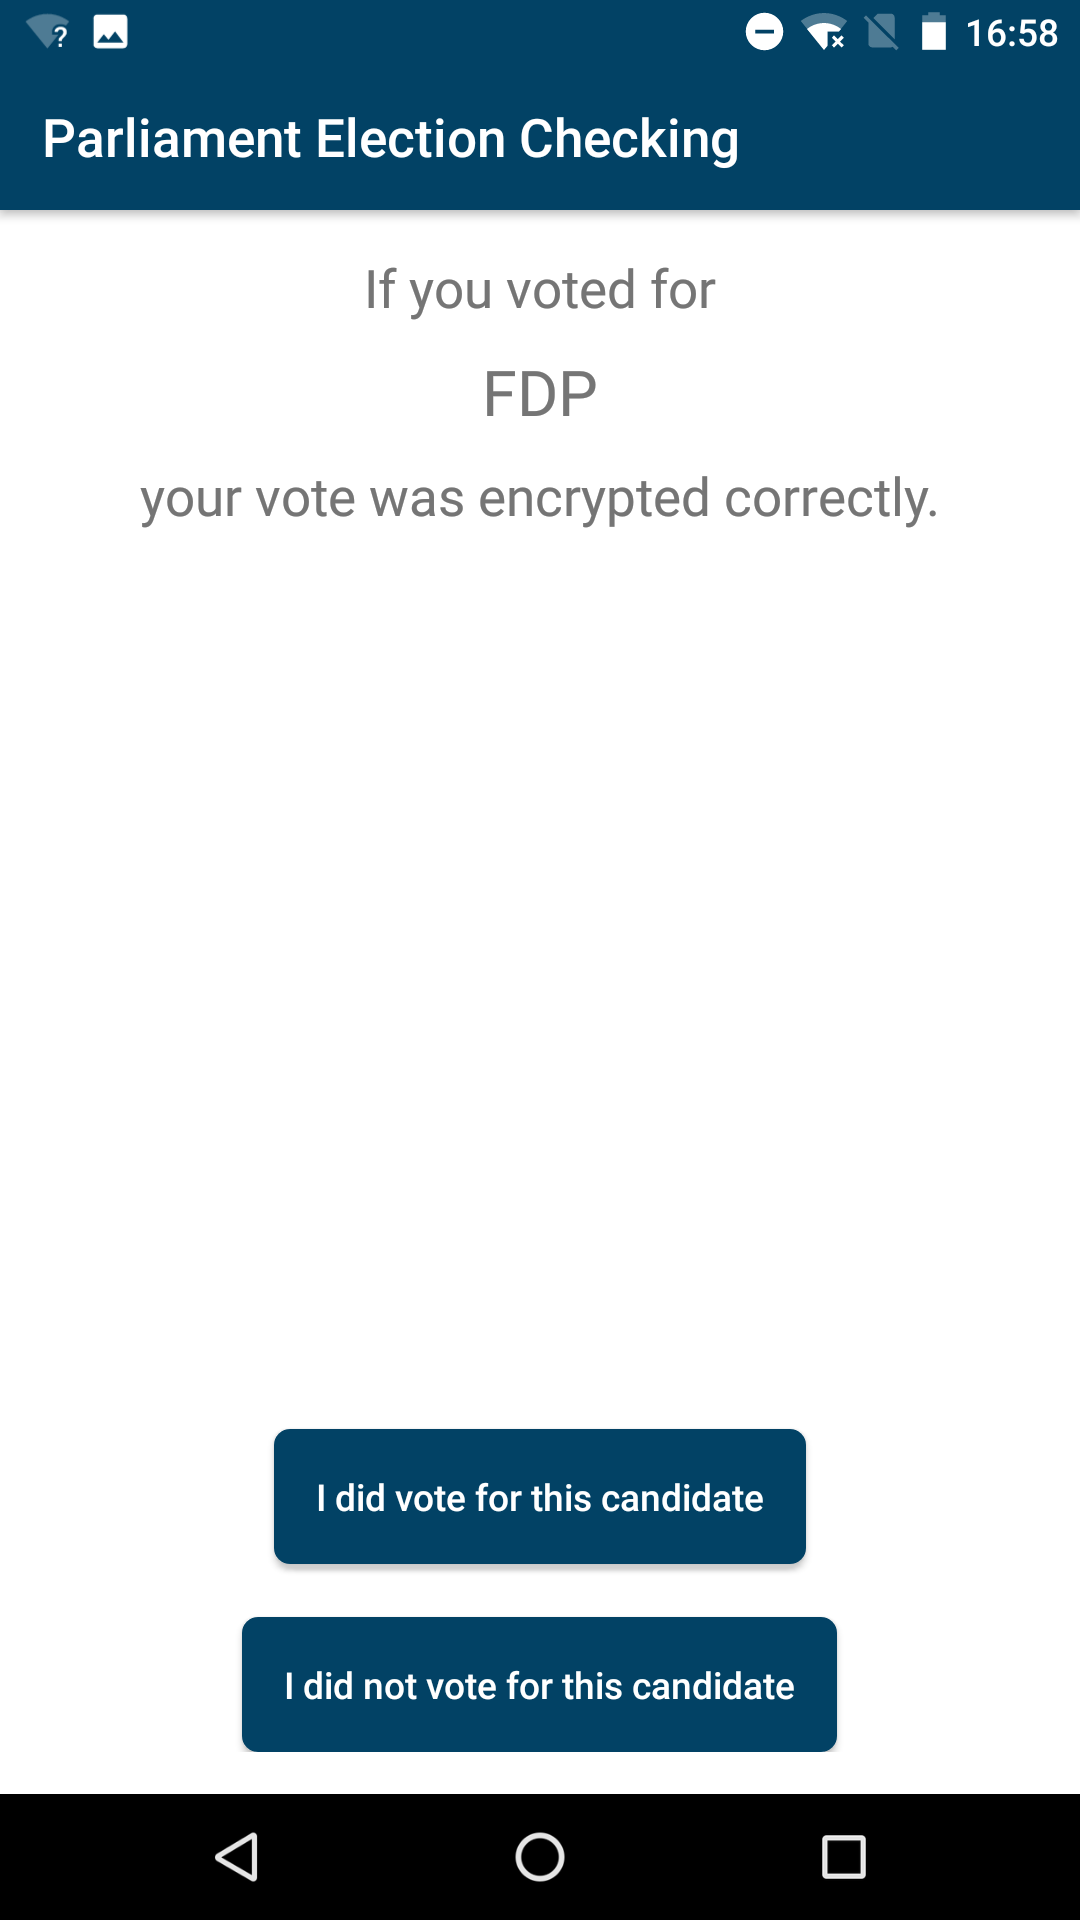 16:58
Parliament Election Checking
If you voted for
FDP
your vote was encrypted correctly.
I did vote for this candidate
I did not vote for this candidate